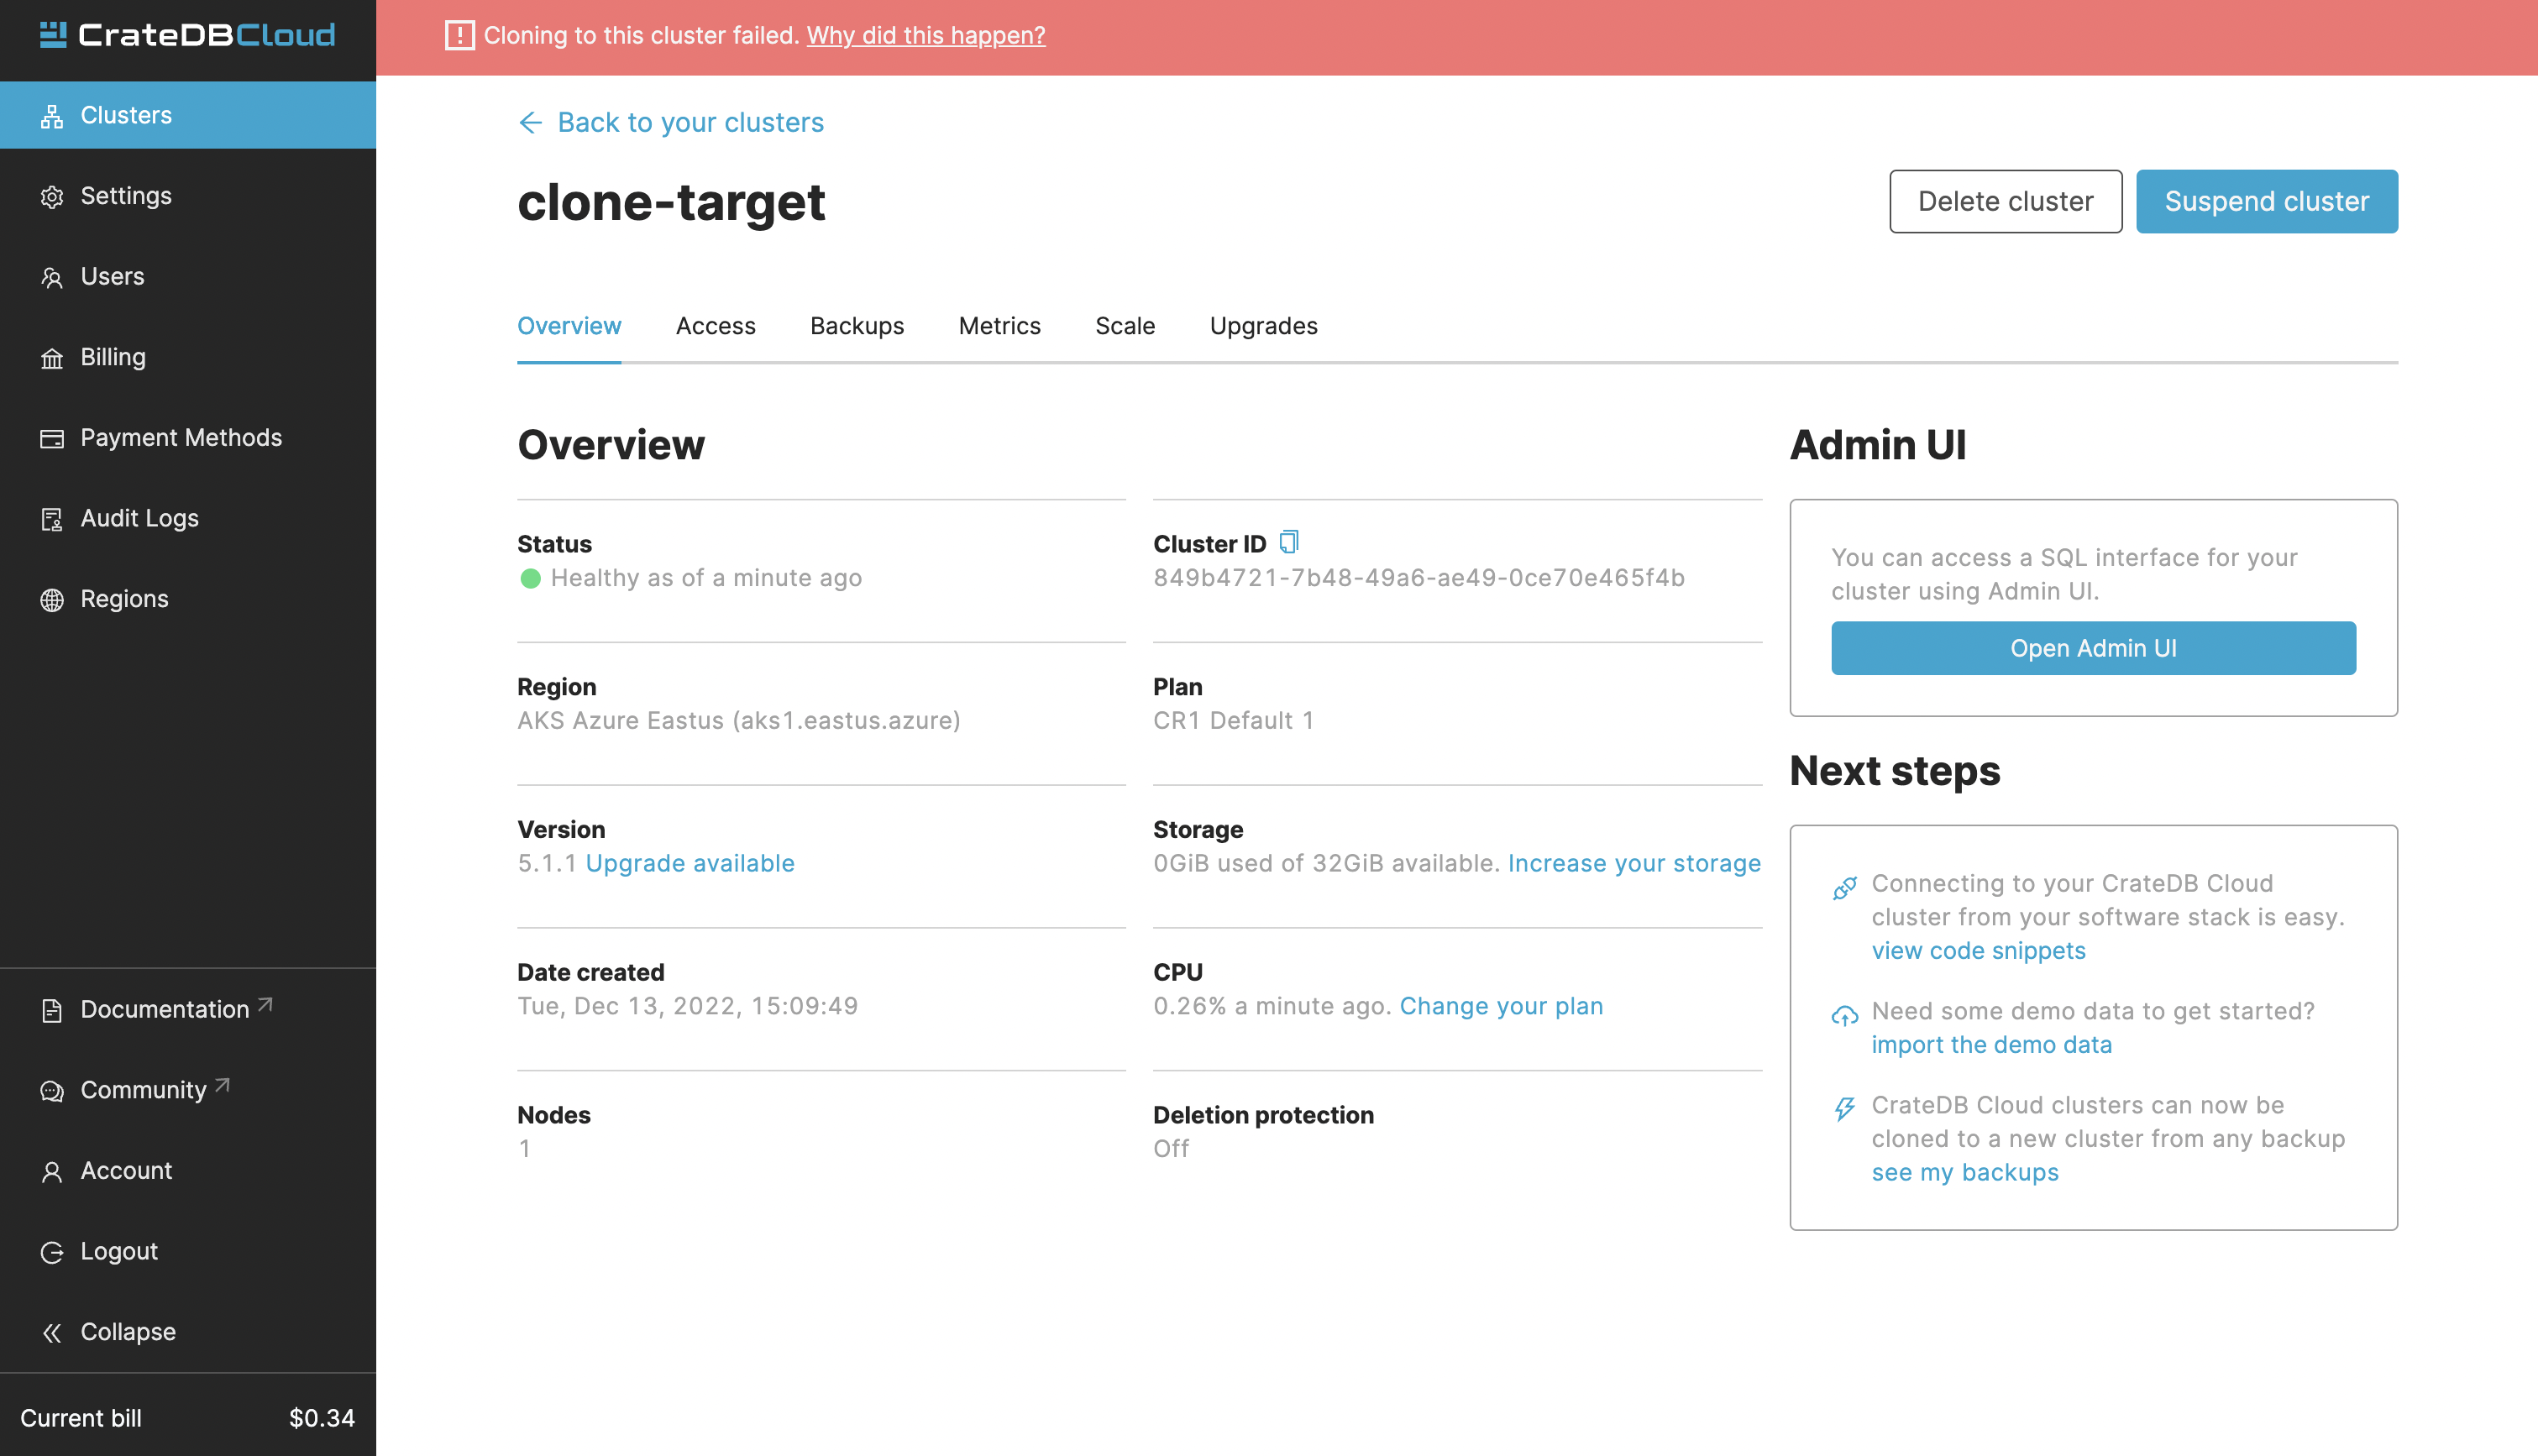 CrateDBCloud
Cloning to this cluster failed. Why did this happen?
Clusters
Settings
Users
Billing
Payment Methods
Audit Logs
Regions
Documentation
Community
Account
Logout
Collapse
Current bill $0.34
Back to your clusters
clone-target
Delete cluster
Suspend cluster
Overview Access Backups Metrics Scale Upgrades
Overview
Status
Healthy as of a minute ago
Cluster ID
849b4721-7b48-49a6-ae49-0ce70e465f4b
Region
AKS Azure Eastus (aks1.eastus.azure)
Plan
CR1 Default 1
Version
5.1.1 Upgrade available
Storage
0GiB used of 32GiB available. Increase your storage
Date created
Tue, Dec 13, 2022, 15:09:49
CPU
0.26% a minute ago. Change your plan
Nodes
1
Deletion protection
Off
Admin UI
You can access a SQL interface for your
cluster using Admin UI.
Open Admin UI
Next steps
Connecting to your CrateDB Cloud
cluster from your software stack is easy.
view code snippets
Need some demo data to get started?
import the demo data
CrateDB Cloud clusters can now be
cloned to a new cluster from any backup
see my backups